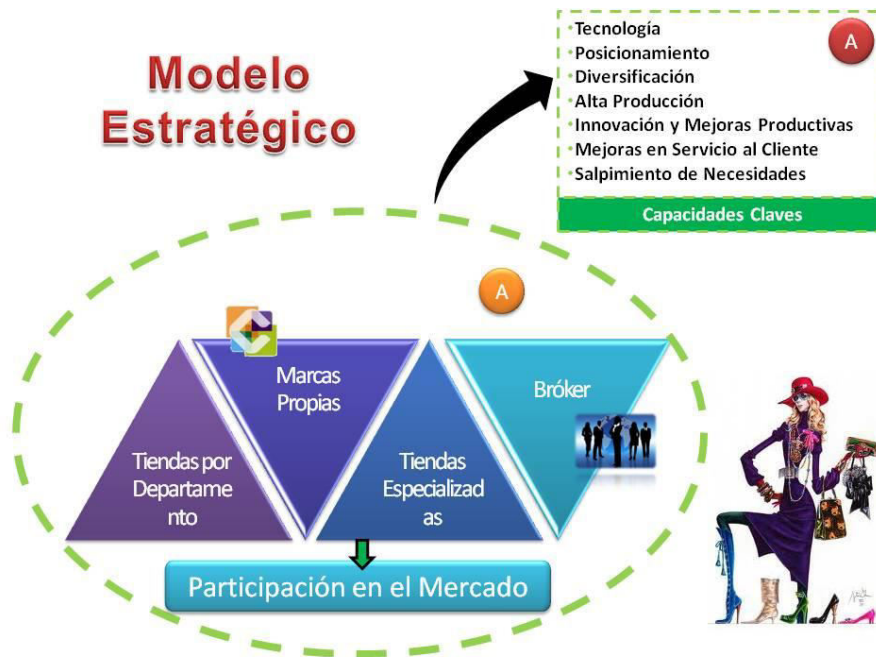 Modelo
Estratégico
•Tecnología
•Posicionamiento
•Diversificación
•Alta Producción
•Innovación y Mejoras Productivas
•Mejoras en Servicio al Cliente
•Salpimiento de Necesidades
A
Capacidades Claves
A
Marcas
Propias
Bróker
Tiendas por
Departame
nto
Tiendas
Especializad
as
Participación en el Mercado